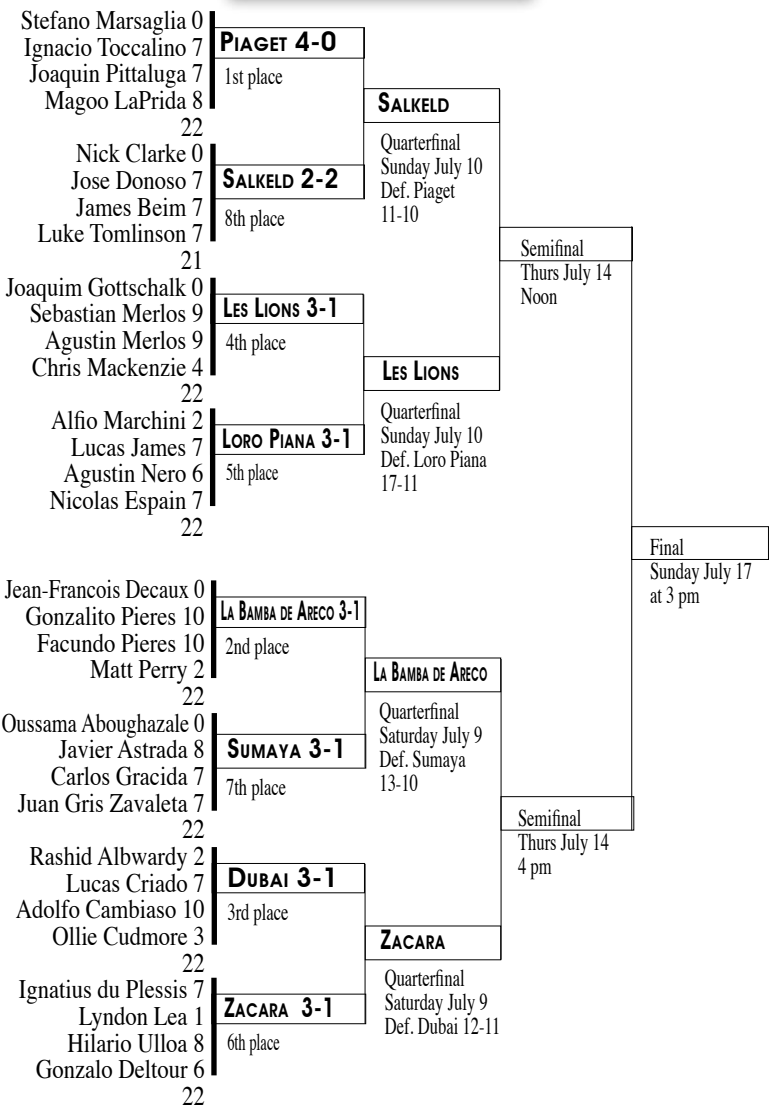 Stefano Marsaglia 0
Ignacio Toccalino 7
Joaquin Pittaluga 7
Magoo LaPrida 8
22
PIAGET 4-0
1st place
Nick Clarke 0
Jose Donoso 7
James Beim 7
Luke Tomlinson 7
21
SALKELD 2-2
8th place
SALKELD
Quarterfinal
Sunday July 10
Def. Piaget
11-10
Joaquim Gottschalk 0
Sebastian Merlos 9
Agustin Merlos 9
Chris Mackenzie 4
22
LES LIONS 3-1
4th place
Alfio Marchini 2
Lucas James 7
Agustin Nero 6
Nicolas Espain 7
22
LORO PIANA 3-1
5th place
LES LIONS
Quarterfinal
Sunday July 10
Def. Loro Piana
17-11
Semifinal
Thurs July 14
Noon
Jean-Francois Decaux 0
Gonzalito Pieres 10
Facundo Pieres 10
Matt Perry 2
22
LA BAMBA DE ARECO 3-1
2nd place
Oussama Aboughazale 0
Javier Astrada 8
Carlos Gracida 7
Juan Gris Zavaleta 7
22
SUMAYA 3-1
7th place
LA BAMBA DE ARECO
Quarterfinal
Saturday July 9
Def. Sumaya
13-10
Rashid Albwardy 2
Lucas Criado 7
Adolfo Cambiaso 10
Ollie Cudmore 3
22
DUBAI 3-1
3rd place
Ignatius du Plessis 7
Lyndon Lea 1
Hilario Ulloa 8
Gonzalo Deltour 6
22
ZACARA 3-1
6th place
ZACARA
Quarterfinal
Saturday July 9
Def. Dubai 12-11
Semifinal
Thurs July 14
4 pm
Final
Sunday July 17
at 3 pm